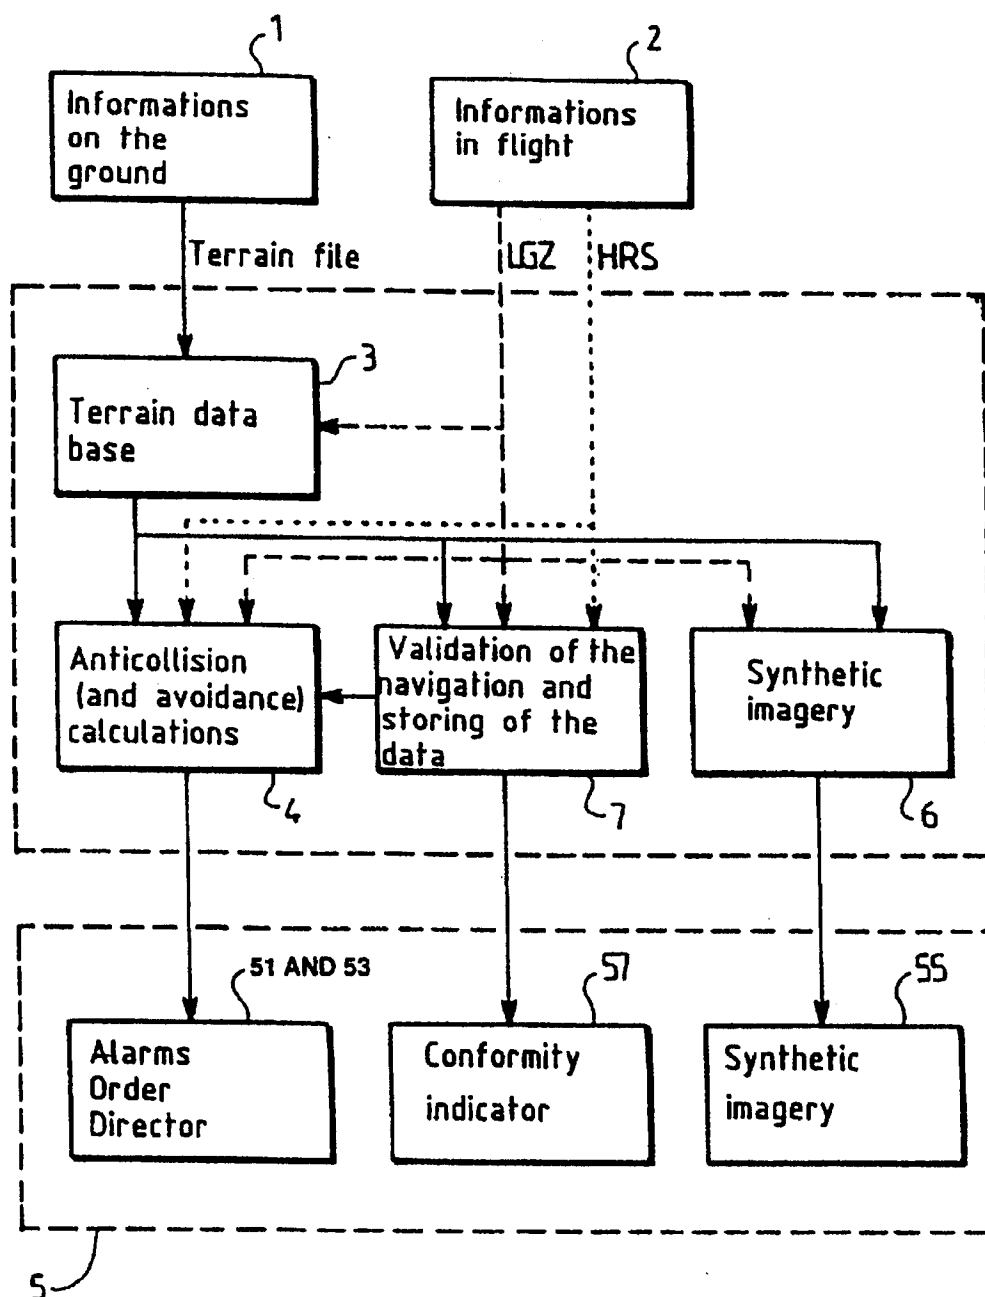 1
2
Informations
on the
ground
Informations
in flight
Terrain file
LGZ
HRS
3
Terrain data
base
Anticollision
(and avoidance)
calculations
Validation of the
navigation and
storing of the
data
Synthetic
imagery
4
7
6
51 AND 53
57
55
Alarms
Order
Director
Conformity
indicator
Synthetic
imagery
5